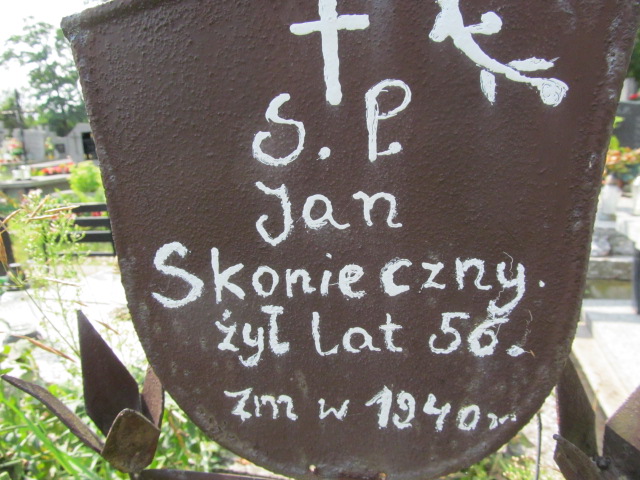 S. P.
Jan
Skonieczny.
żył lat 56.
zm w 1940 r